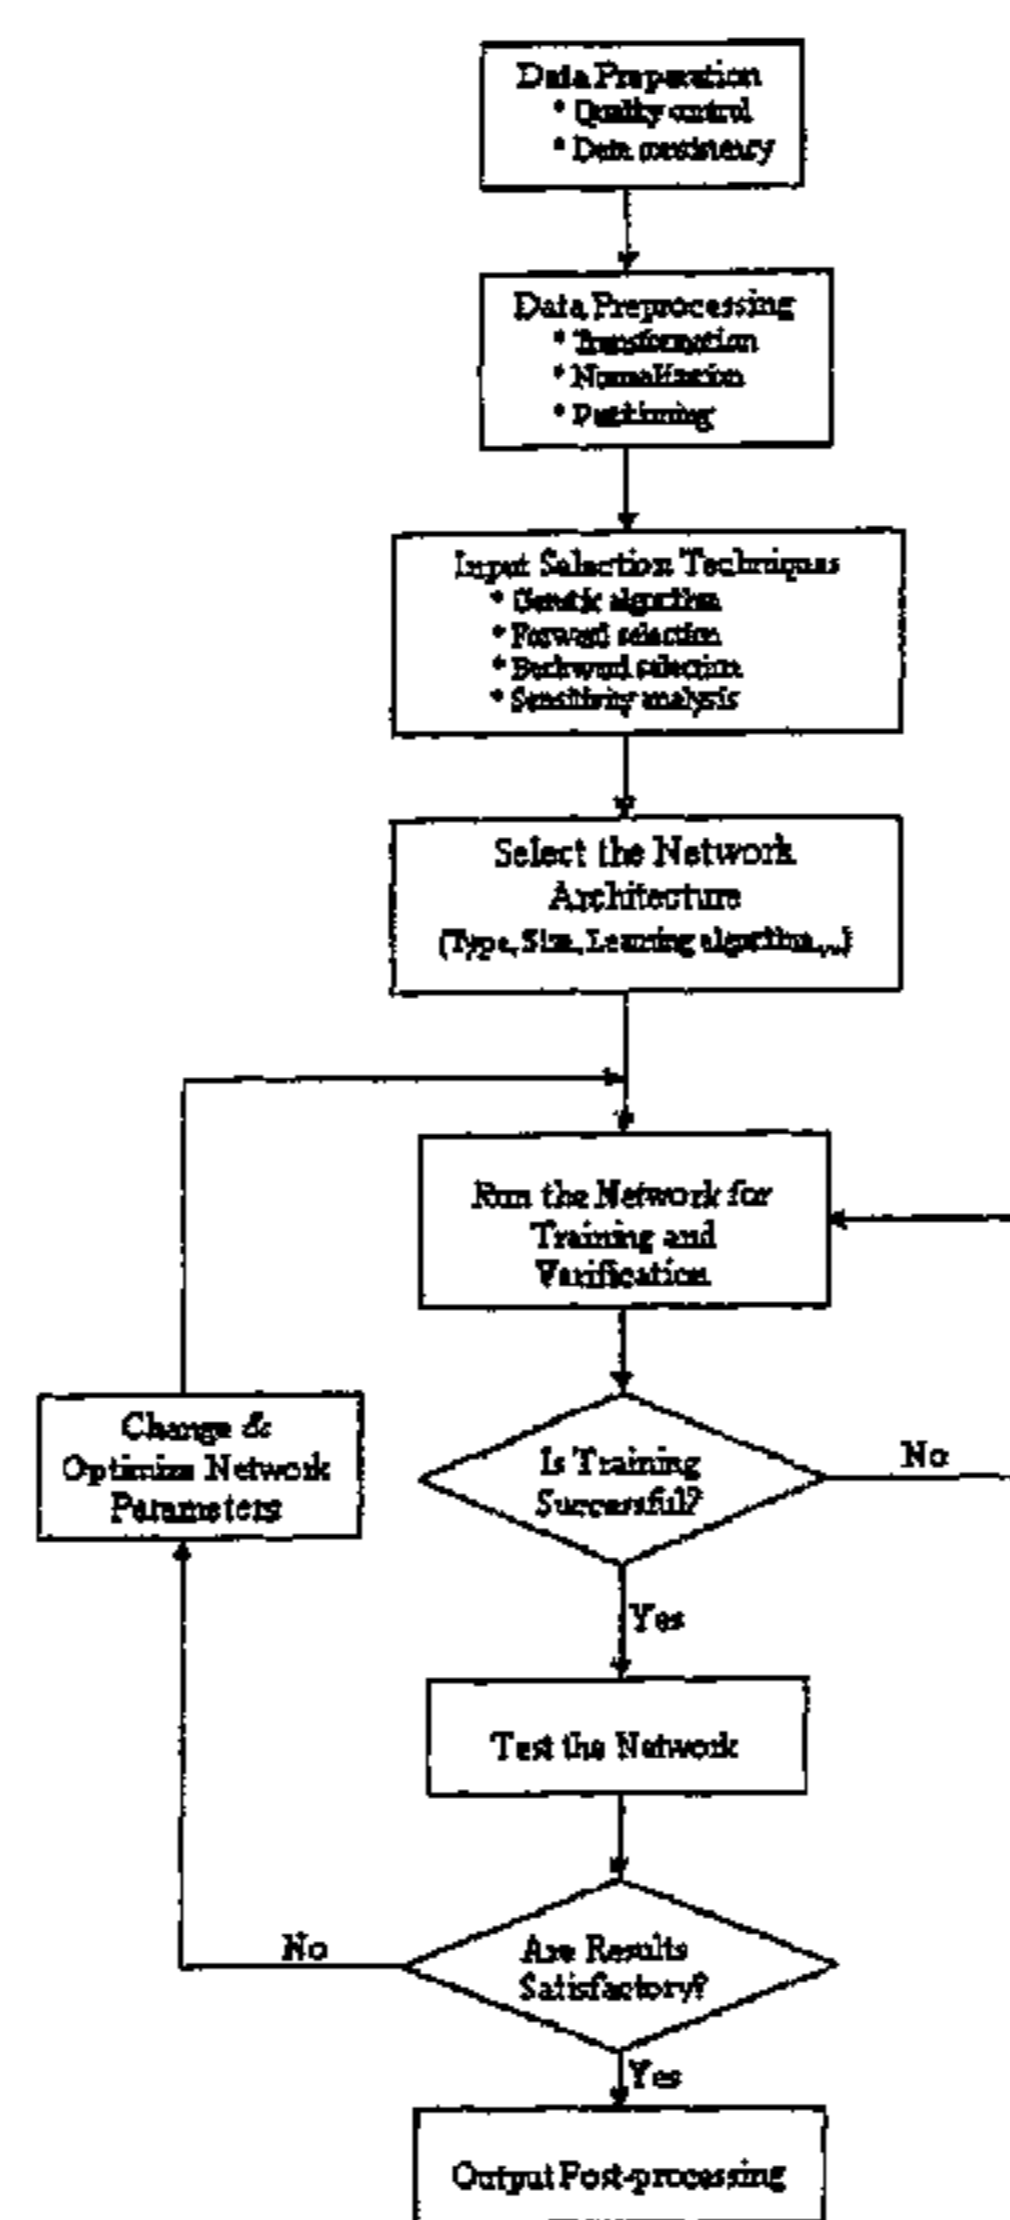 Data Preparation
* Quality control
* Data consistency
Data Preprocessing
* Transformation
* Normalization
* Partitioning
Input Selection Techniques
* Genetic algorithm
* Forward selection
* Backward selection
* Sensitivity analysis
Select the Network
Architecture
(Type, Size, Learning algorithm,..)
Run the Network for
Training and
Verification
Change &
Optimize Network
Parameters
Is Training
Successful?
No
Yes
Test the Network
Are Results
Satisfactory?
No
Yes
Output Post-processing